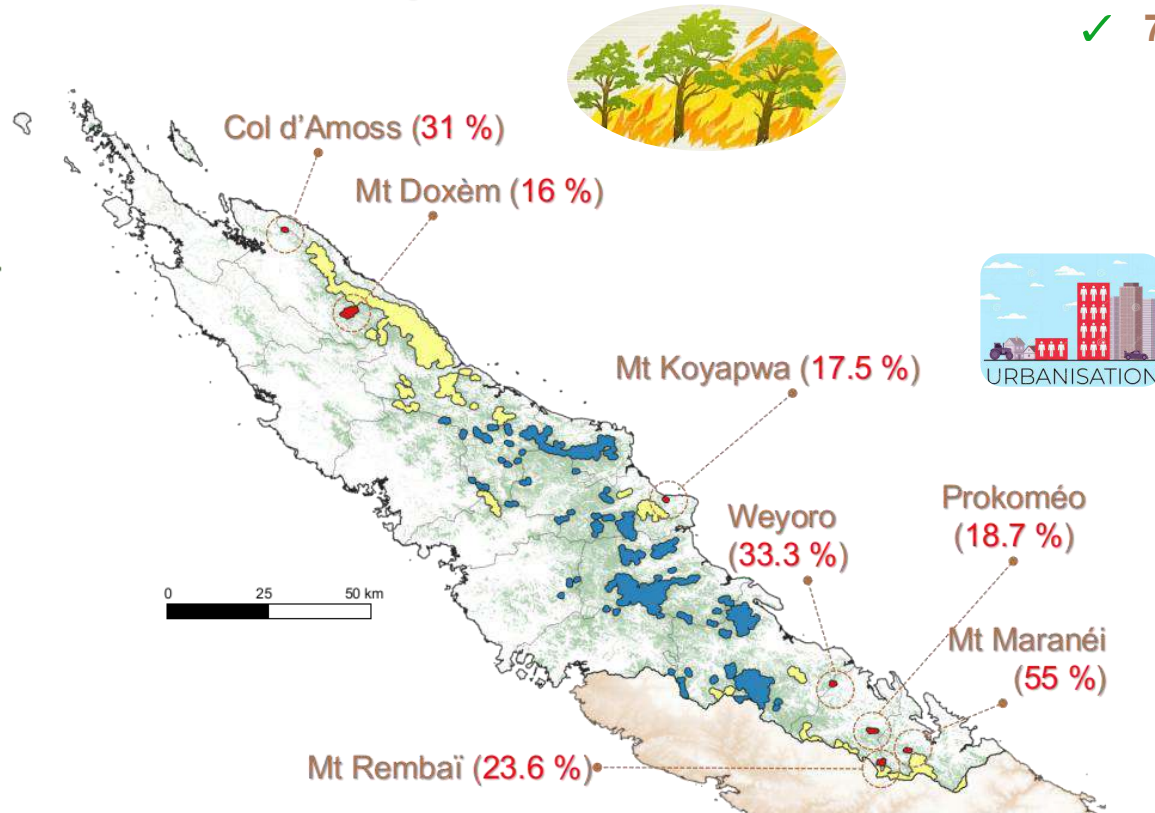 ✓ 7
Col d'Amoss (31 %)
Mt Doxèm (16 %)
Mt Koyapwa (17.5 %)
URBANISATION
Weyoro
(33.3 %)
Prokoméo
(18.7 %)
Mt Maranéi
(55 %)
0 25 50 km
Mt Rembaï (23.6 %)